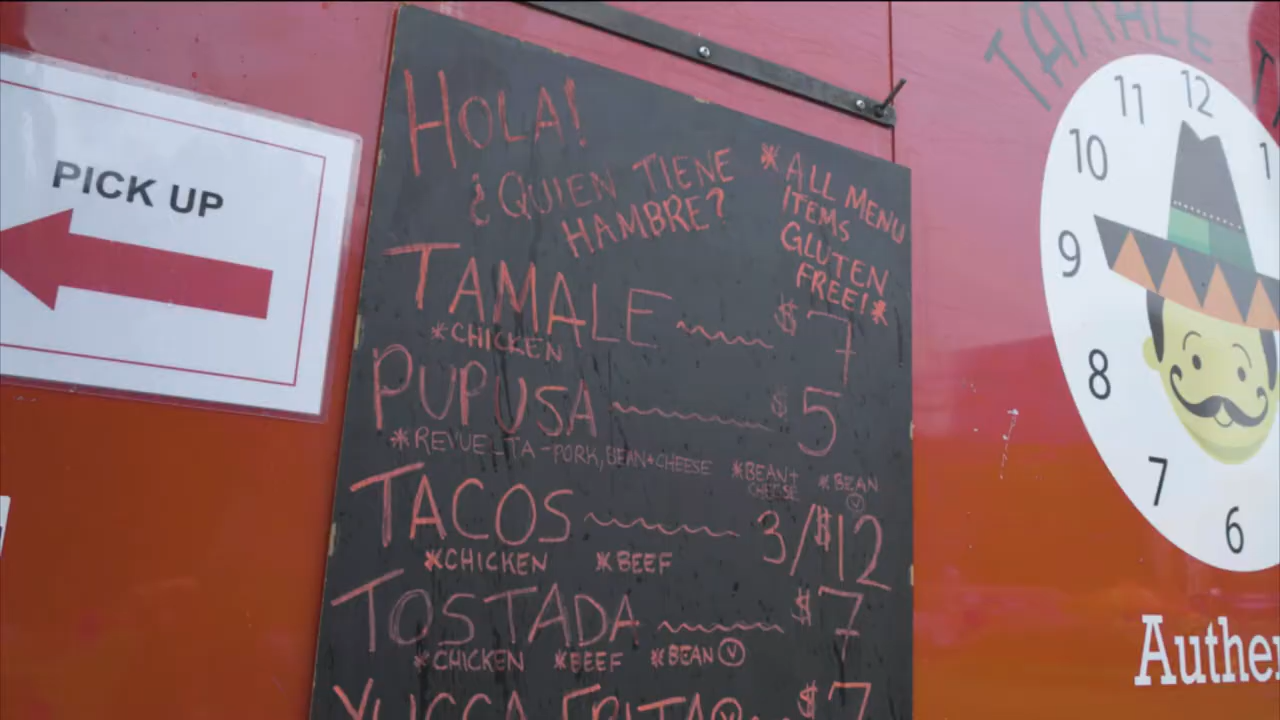 PICK UP
HOLA!
¿QUIEN TIENE
HAMBRE?
*ALL MENU
ITEMS
GLUTEN
FREE!*
TAMALE $7
*CHICKEN
PUPUSA $5
*REVUELTA-PORK, BEAN+CHEESE *BEAN+CHEESE *BEAN Ⓥ
TACOS 3/$12
*CHICKEN *BEEF
TOSTADA $7
*CHICKEN *BEEF *BEAN Ⓥ
YUCCA FRITA Ⓥ $7
TAMALE
12
11
1
10
9
8
7
6
Authe